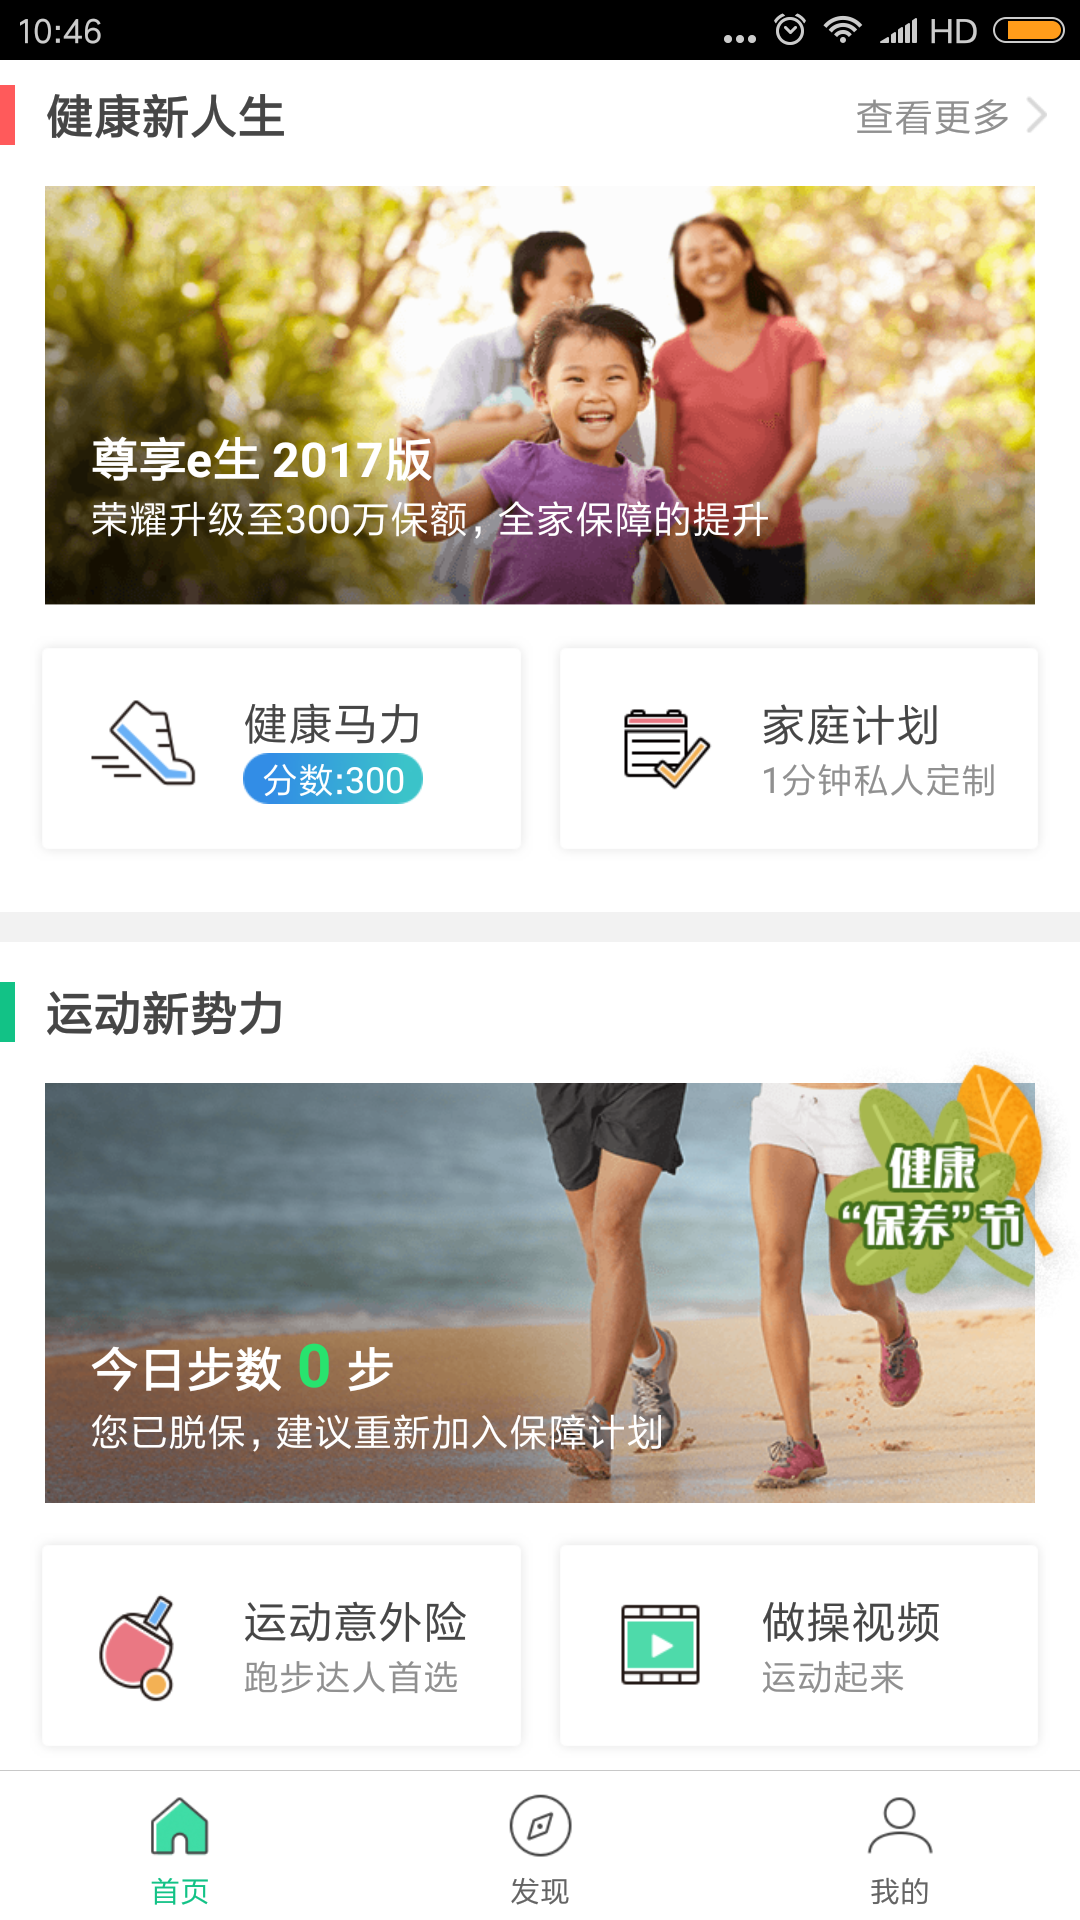 10:46
HD
健康新人生
查看更多
尊享e生 2017版
荣耀升级至300万保额，全家保障的提升
健康马力
分数:300
家庭计划
1分钟私人定制
运动新势力
健康
“保养”节
今日步数 0 步
您已脱保，建议重新加入保障计划
运动意外险
跑步达人首选
做操视频
运动起来
首页
发现
我的